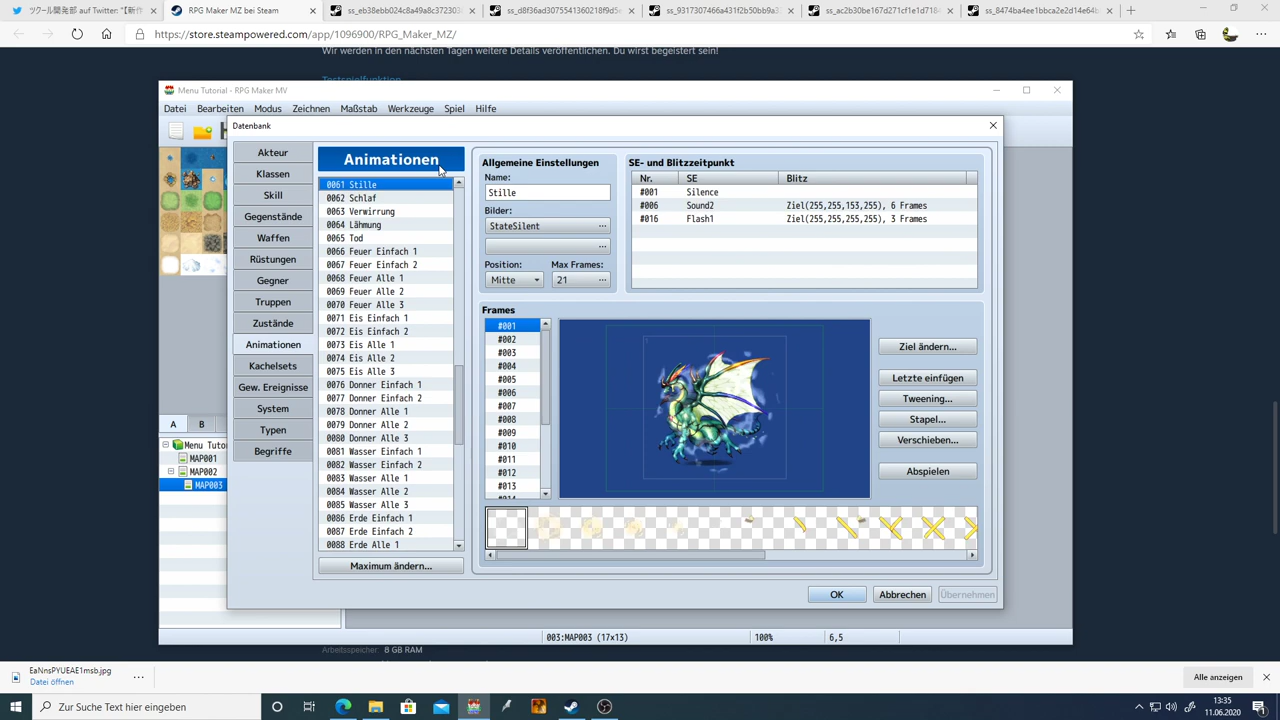 ツクール開発部 auf Twitter: "【新作
RPG Maker MZ bei Steam
ss_eb38ebb024c8a49a8c37230
ss_d8f36ad3075541360218f9d5c
ss_9317307466a431f2b50bb9a3
ss_ac2b30ebc167d271cf1e1d7184
ss_8474ba4ee1bbca2e2d14e64b
https://store.steampowered.com/app/1096900/RPG_Maker_MZ/
Wir werden in den nächsten Tagen weitere Details veröffentlichen. Du wirst begeistert sein!
Testspielfunktion
Menu Tutorial - RPG Maker MV
Datei Bearbeiten Modus Zeichnen Maßstab Werkzeuge Spiel Hilfe
Datenbank
Akteur
Klassen
Skill
Gegenstände
Waffen
Rüstungen
Gegner
Truppen
Zustände
Animationen
Kachelsets
Gew. Ereignisse
System
Typen
Begriffe
A B
Menu Tuto
MAP001
MAP002
MAP003
Animationen
0061 Stille
0062 Schlaf
0063 Verwirrung
0064 Lähmung
0065 Tod
0066 Feuer Einfach 1
0067 Feuer Einfach 2
0068 Feuer Alle 1
0069 Feuer Alle 2
0070 Feuer Alle 3
0071 Eis Einfach 1
0072 Eis Einfach 2
0073 Eis Alle 1
0074 Eis Alle 2
0075 Eis Alle 3
0076 Donner Einfach 1
0077 Donner Einfach 2
0078 Donner Alle 1
0079 Donner Alle 2
0080 Donner Alle 3
0081 Wasser Einfach 1
0082 Wasser Einfach 2
0083 Wasser Alle 1
0084 Wasser Alle 2
0085 Wasser Alle 3
0086 Erde Einfach 1
0087 Erde Einfach 2
0088 Erde Alle 1
Maximum ändern...
Allgemeine Einstellungen
Name:
Stille
Bilder:
StateSilent ...
...
Position: Max Frames:
Mitte 21 ...
SE- und Blitzzeitpunkt
Nr. SE Blitz
#001 Silence
#006 Sound2 Ziel(255,255,153,255), 6 Frames
#016 Flash1 Ziel(255,255,255,255), 3 Frames
Frames
#001
#002
#003
#004
#005
#006
#007
#008
#009
#010
#011
#012
#013
1
Ziel ändern...
Letzte einfügen
Tweening...
Stapel...
Verschieben...
Abspielen
OK Abbrechen Übernehmen
003:MAP003 (17x13) 100% 6,5
Arbeitsspeicher: 8 GB RAM
EaNnsPYUEAE1msb.jpg
Datei öffnen
Alle anzeigen
Zur Suche hier eingeben
13:35
11.06.2020